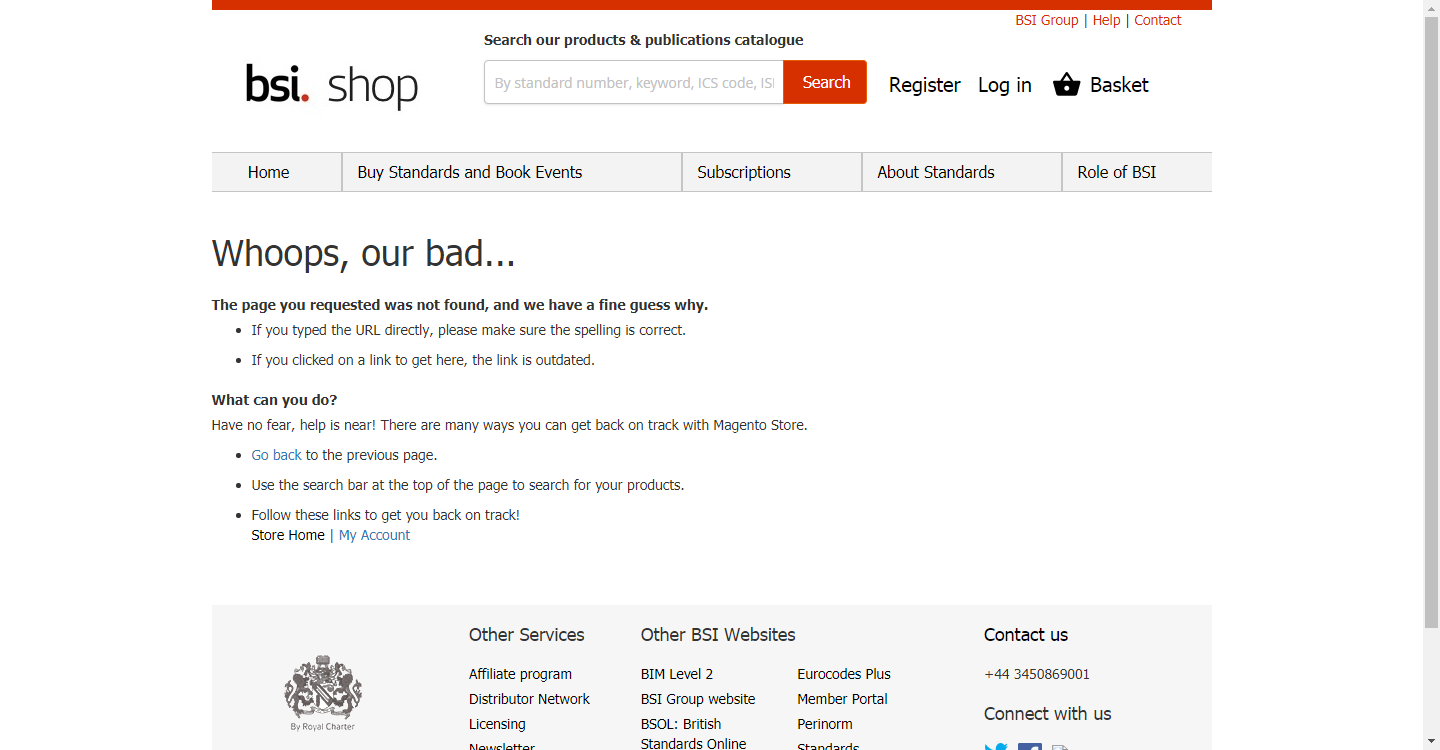 BSI Group | Help | Contact
Search our products & publications catalogue
bsi. shop
By standard number, keyword, ICS code, ISI
Search
Register
Log in
Basket
Home
Buy Standards and Book Events
Subscriptions
About Standards
Role of BSI
Whoops, our bad...
The page you requested was not found, and we have a fine guess why.
If you typed the URL directly, please make sure the spelling is correct.
If you clicked on a link to get here, the link is outdated.
What can you do?
Have no fear, help is near! There are many ways you can get back on track with Magento Store.
Go back to the previous page.
Use the search bar at the top of the page to search for your products.
Follow these links to get you back on track!
Store Home | My Account
By Royal Charter
Other Services
Affiliate program
Distributor Network
Licensing
Newsletter
Other BSI Websites
BIM Level 2
BSI Group website
BSOL: British
Standards Online
Eurocodes Plus
Member Portal
Perinorm
Standards
Contact us
+44 3450869001
Connect with us